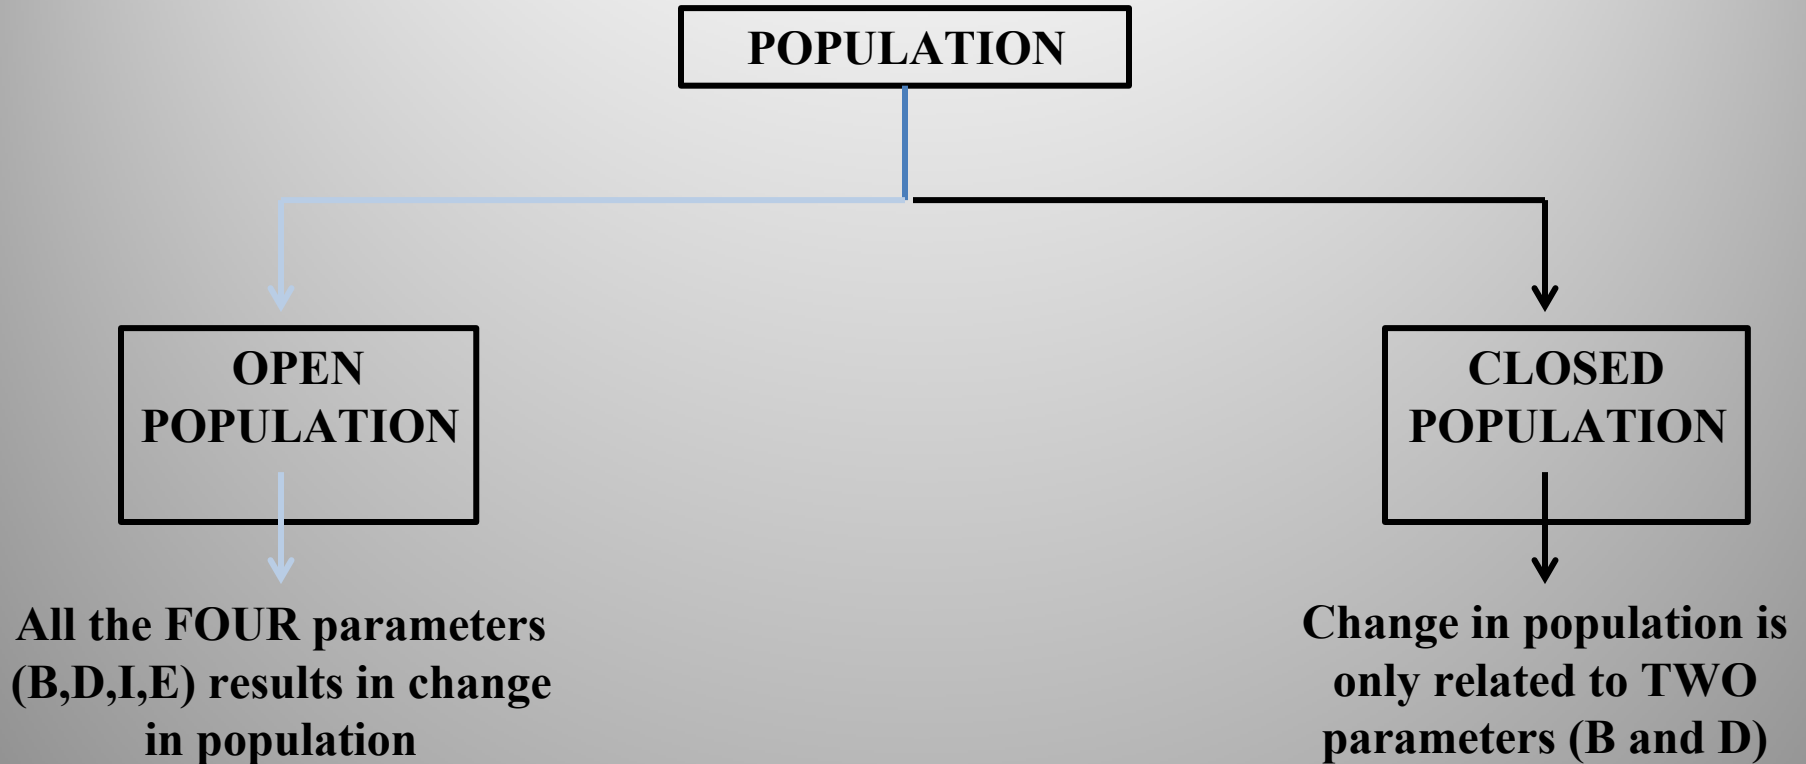 POPULATION
OPEN
POPULATION
All the FOUR parameters
(B,D,I,E) results in change
in population
CLOSED
POPULATION
Change in population is
only related to TWO
parameters (B and D)